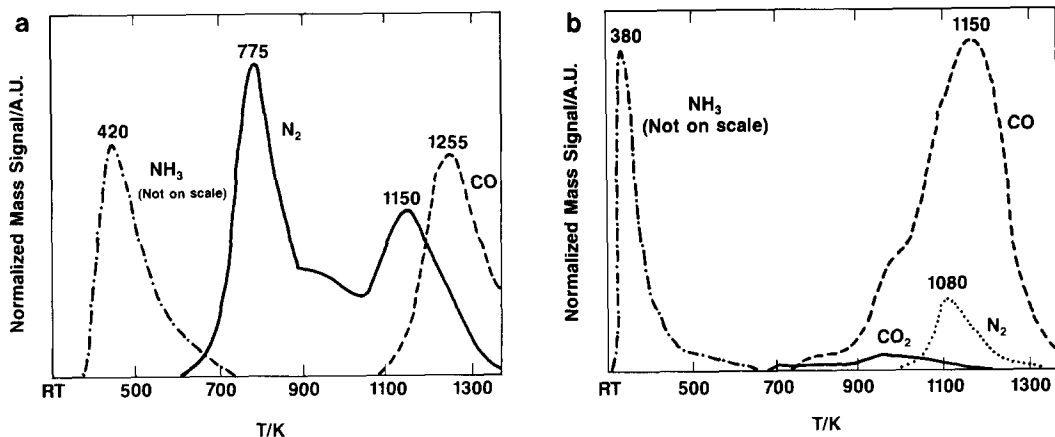 a
Normalized Mass Signal/A.U.
420
NH₃
(Not on scale)
775
N₂
1150
1255
CO
RT 500 700 900 1100 1300
T/K
b
Normalized Mass Signal/A.U.
380
NH₃
(Not on scale)
1150
CO
1080
N₂
CO₂
RT 500 700 900 1100 1300
T/K